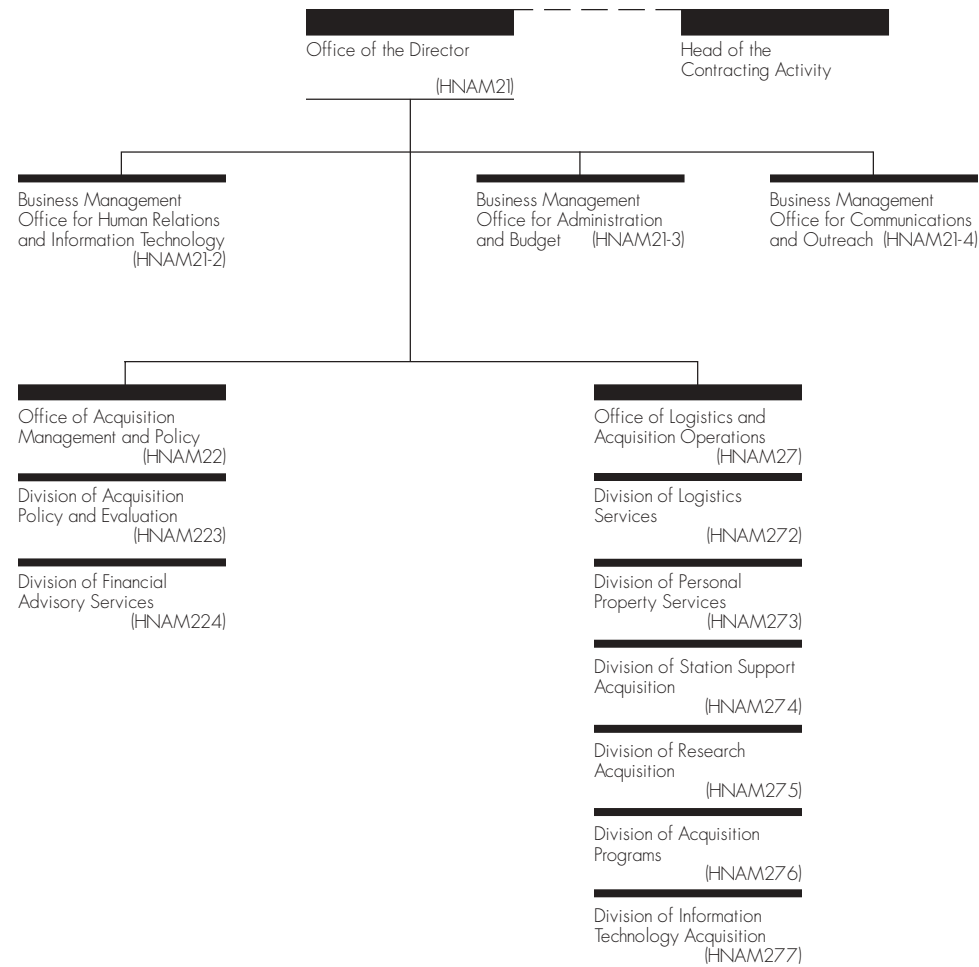 Office of the Director
(HNAM21)
Head of the
Contracting Activity
Business Management
Office for Human Relations
and Information Technology
(HNAM21-2)
Business Management
Office for Administration
and Budget (HNAM21-3)
Business Management
Office for Communications
and Outreach (HNAM21-4)
Office of Acquisition
Management and Policy
(HNAM22)
Division of Acquisition
Policy and Evaluation
(HNAM223)
Division of Financial
Advisory Services
(HNAM224)
Office of Logistics and
Acquisition Operations
(HNAM27)
Division of Logistics
Services
(HNAM272)
Division of Personal
Property Services
(HNAM273)
Division of Station Support
Acquisition
(HNAM274)
Division of Research
Acquisition
(HNAM275)
Division of Acquisition
Programs
(HNAM276)
Division of Information
Technology Acquisition
(HNAM277)